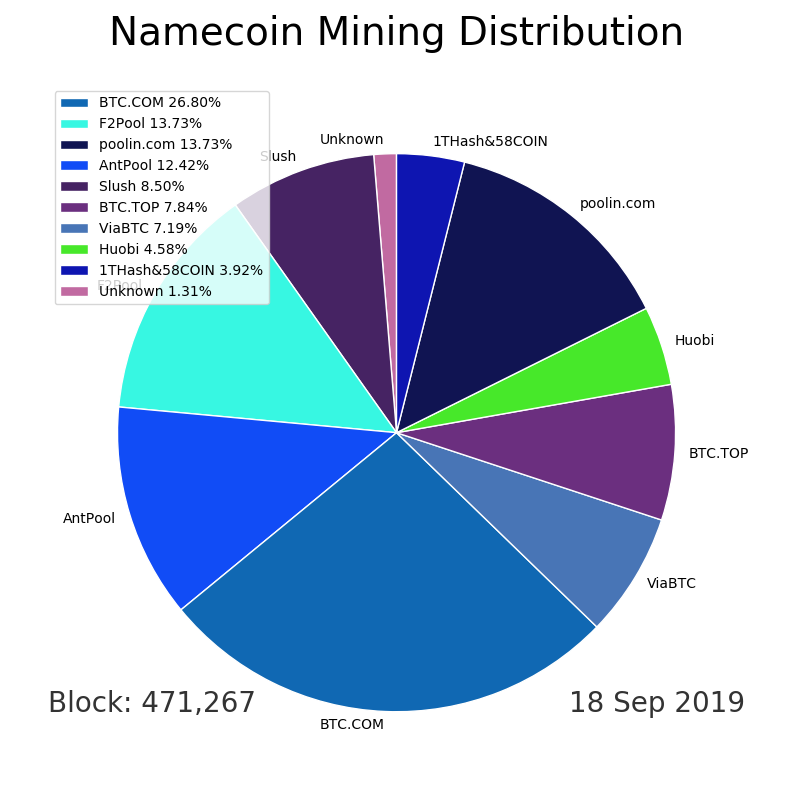 Namecoin Mining Distribution
BTC.COM 26.80%
F2Pool 13.73%
poolin.com 13.73%
AntPool 12.42%
Slush 8.50%
BTC.TOP 7.84%
ViaBTC 7.19%
Huobi 4.58%
1THash&58COIN 3.92%
Unknown 1.31%
Unknown
1THash&58COIN
Slush
poolin.com
F2Pool
Huobi
BTC.TOP
AntPool
ViaBTC
BTC.COM
Block: 471,267
18 Sep 2019